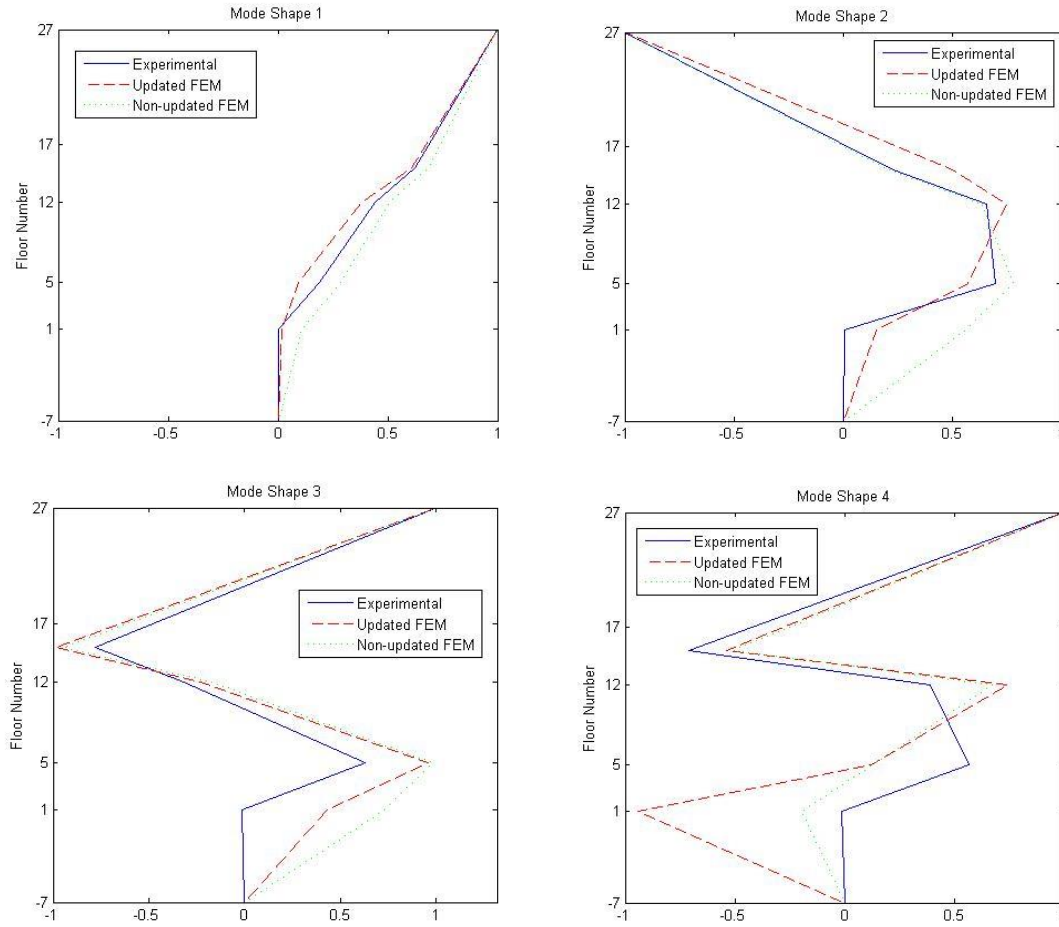 Mode Shape 1
27
17
12
5
1
-7
Floor Number
Experimental
Updated FEM
Non-updated FEM
-1
-0.5
0
0.5
1
Mode Shape 2
27
17
12
5
1
-7
Floor Number
Experimental
Updated FEM
Non-updated FEM
-1
-0.5
0
0.5
Mode Shape 3
27
17
12
5
1
-7
Floor Number
Experimental
Updated FEM
Non-updated FEM
-1
-0.5
0
0.5
1
Mode Shape 4
27
17
12
5
1
-7
Floor Number
Experimental
Updated FEM
Non-updated FEM
-1
-0.5
0
0.5